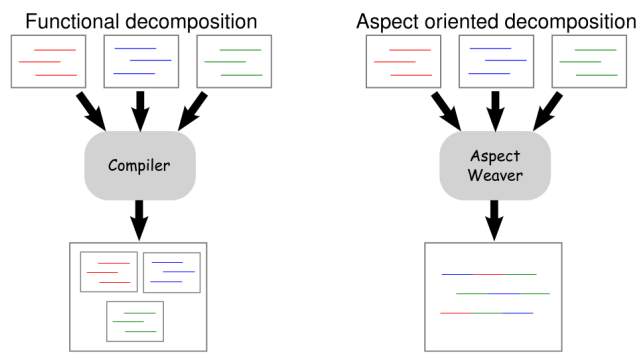 Functional decomposition
Aspect oriented decomposition
Compiler
Aspect
Weaver